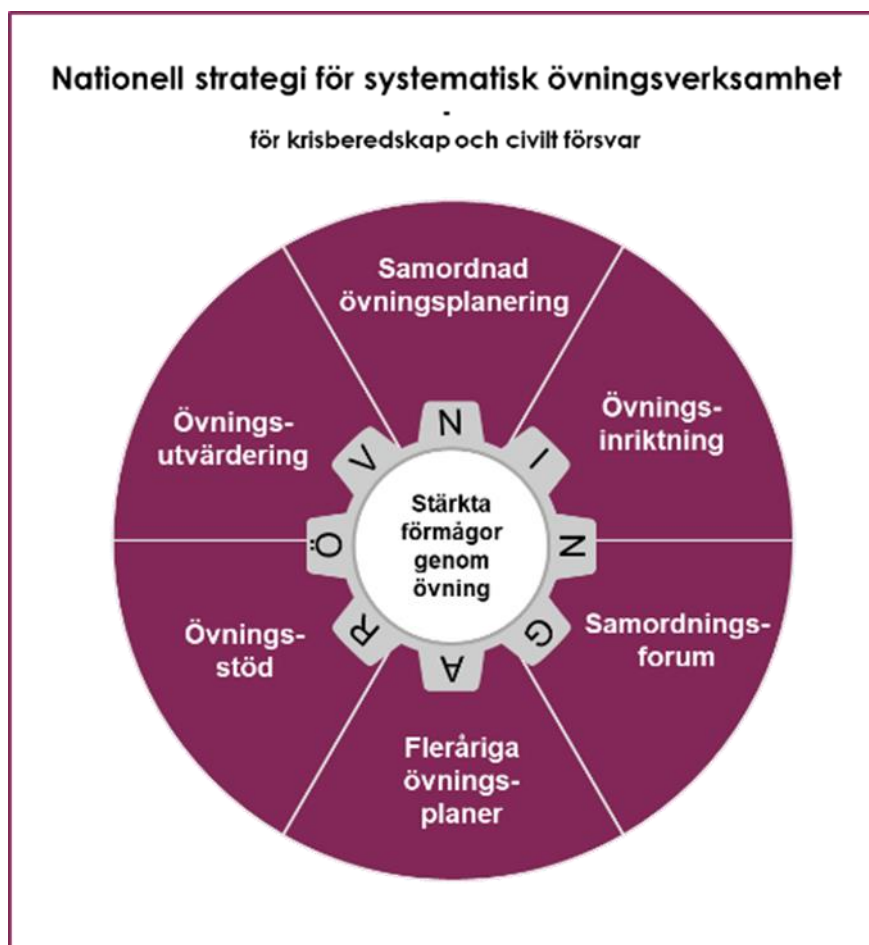 Nationell strategi för systematisk övningsverksamhet
-
för krisberedskap och civilt försvar
Samordnad
övningsplanering
Övnings-
inriktning
Samordnings-
forum
Fleråriga
övnings-
planer
Övnings-
stöd
Övnings-
utvärdering
ÖVNINGAR
Stärkta
förmågor
genom
övning